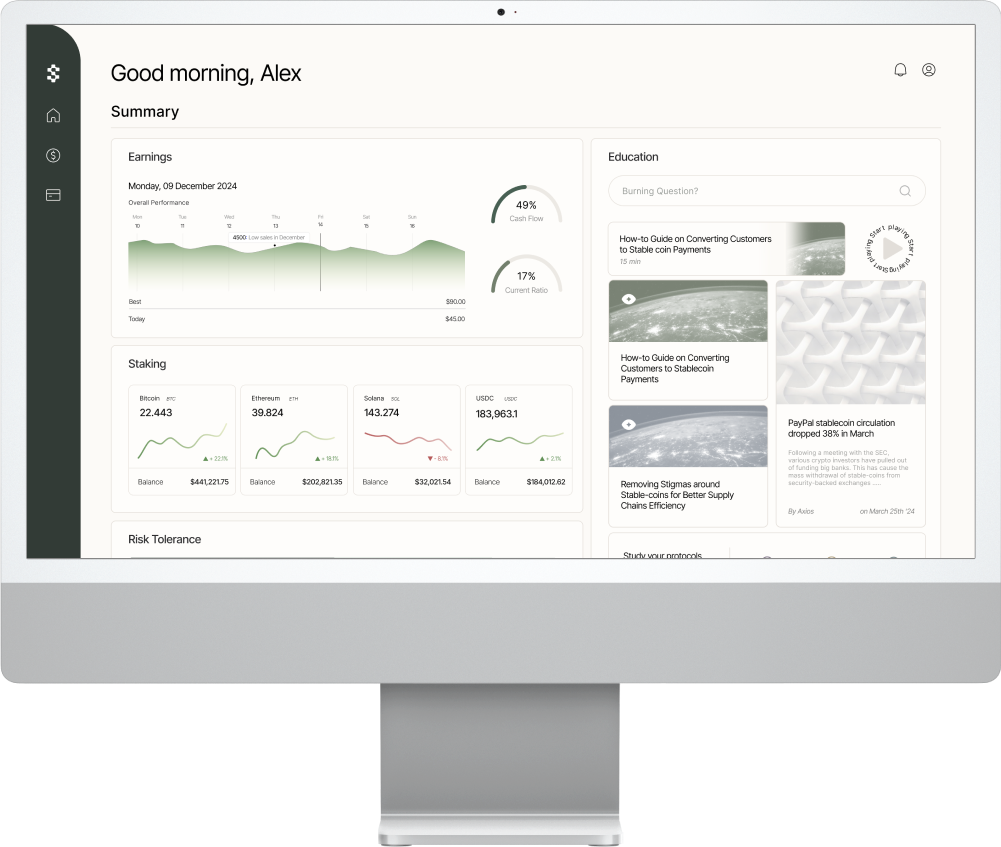 Good morning, Alex
Summary
Earnings
Monday, 09 December 2024
Overall Performance
Mon Tue Wed Thu Fri Sat Sun
10 11 12 13 14 15 16
4500: Low sales in December
Best $90.00
Today $45.00
49%
Cash Flow
17%
Current Ratio
Staking
Bitcoin BTC
22.443
+ 22.1%
Balance $441,221.75
Ethereum ETH
39.824
+ 18.1%
Balance $202,821.35
Solana SOL
143.274
- 8.1%
Balance $32,021.54
USDC USDC
183,963.1
+ 2.1%
Balance $184,012.62
Risk Tolerance
Education
Burning Question?
How-to Guide on Converting Customers
to Stable coin Payments
15 min
Start playing Start playing Start playing
How-to Guide on Converting
Customers to Stablecoin
Payments
Removing Stigmas around
Stable-coins for Better Supply
Chains Efficiency
PayPal stablecoin circulation
dropped 38% in March
Following a meeting with the SEC,
various crypto investors have pulled out
of funding big banks. This has cause the
mass withdrawal of stable-coins from
security-backed exchanges .....
By Axios on March 25th '24
Study your protocols